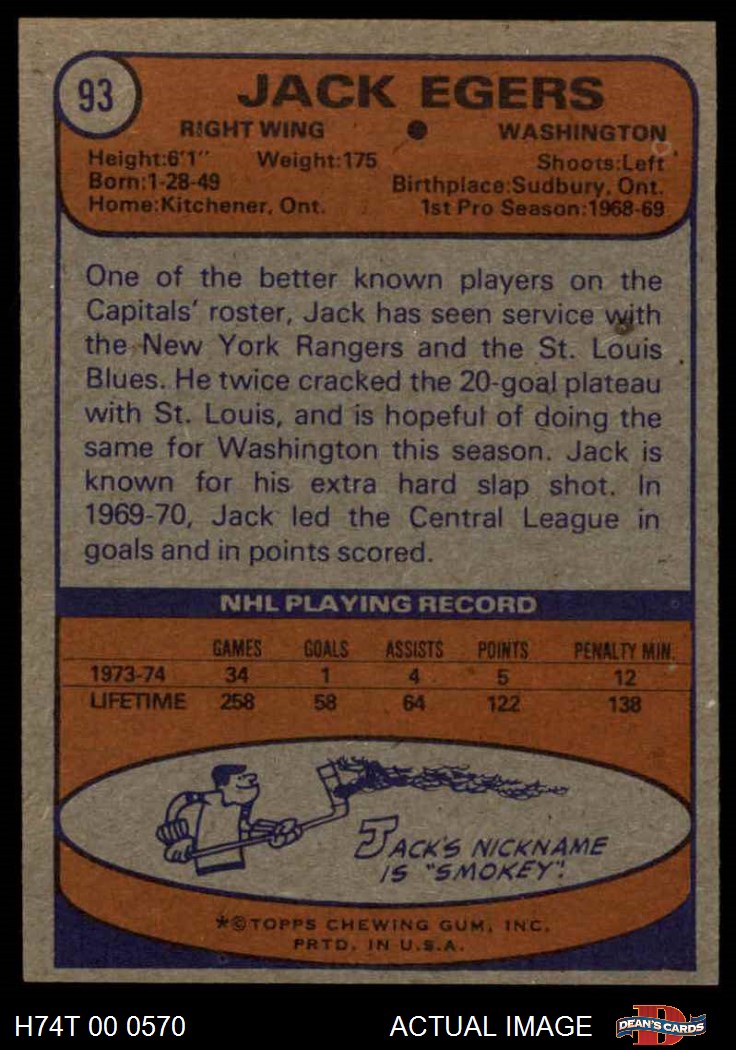 93
JACK EGERS
RIGHT WING • WASHINGTON
Height:6'1" Weight:175 Shoots:Left
Born:1-28-49 Birthplace:Sudbury, Ont.
Home:Kitchener, Ont. 1st Pro Season:1968-69
One of the better known players on the
Capitals' roster, Jack has seen service with
the New York Rangers and the St. Louis
Blues. He twice cracked the 20-goal plateau
with St. Louis, and is hopeful of doing the
same for Washington this season. Jack is
known for his extra hard slap shot. In
1969-70, Jack led the Central League in
goals and in points scored.
NHL PLAYING RECORD
GAMES GOALS ASSISTS POINTS PENALTY MIN.
1973-74 34 1 4 5 12
LIFETIME 258 58 64 122 138
JACK'S NICKNAME
IS "SMOKEY".
*©TOPPS CHEWING GUM, INC.
PRTD. IN U.S.A.
H74T 00 0570 ACTUAL IMAGE D DEAN'S CARDS